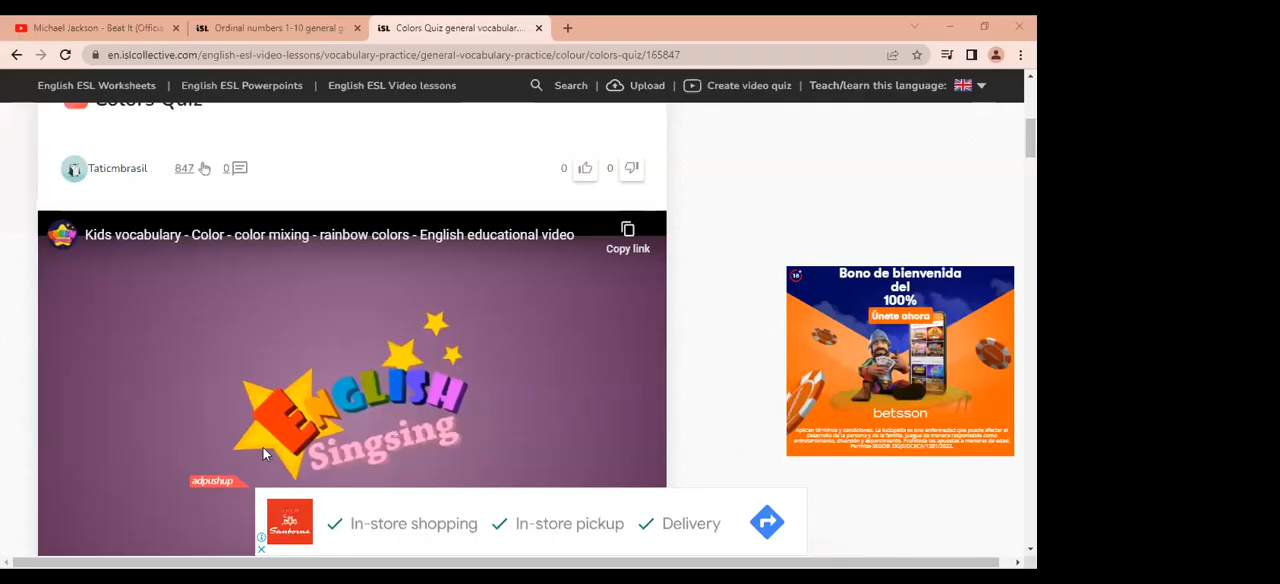 Michael Jackson - Beat It (Officia
Ordinal numbers 1-10 general g
Colors Quiz general vocabular...
en.islcollective.com/english-esl-video-lessons/vocabulary-practice/general-vocabulary-practice/colour/colors-quiz/165847
English ESL Worksheets | English ESL Powerpoints | English ESL Video lessons
Search | Upload | Create video quiz | Teach/learn this language:
Colors Quiz
Taticmbrasil 847 0 0 0
Kids vocabulary - Color - color mixing - rainbow colors - English educational video
Copy link
ENGLISH
Singsing
adpushup
Sanborns
In-store shopping In-store pickup Delivery
18
Bono de bienvenida
del
100%
Únete ahora
betsson